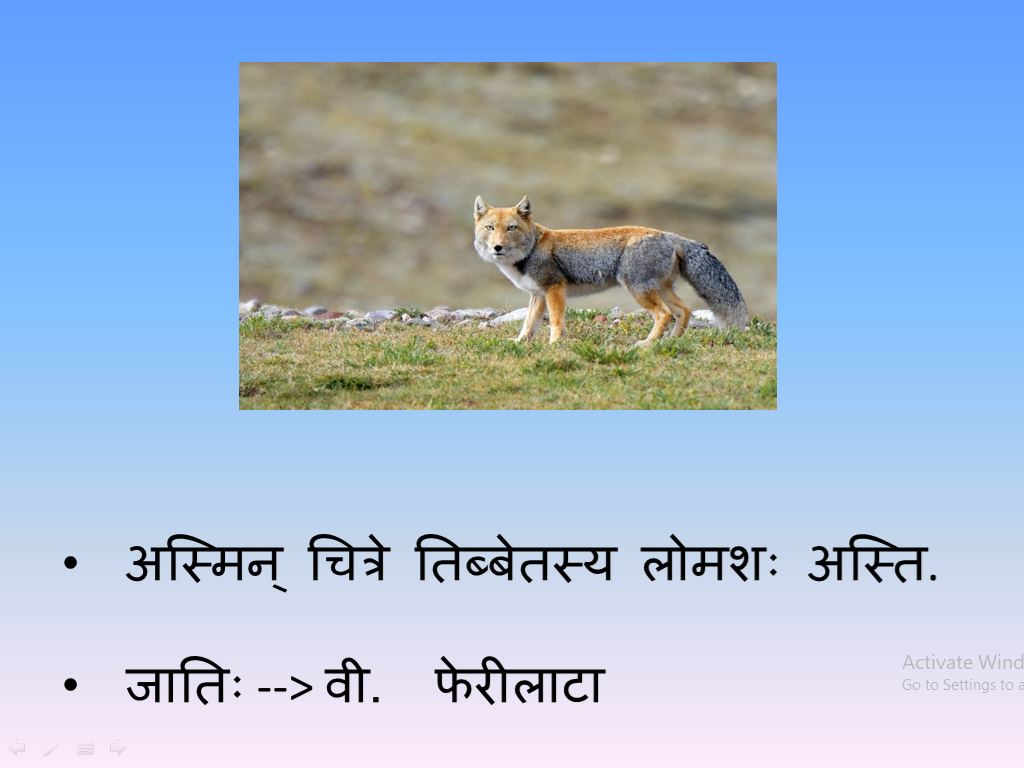 • अस्मिन् चित्रे तिब्बेतस्य लोमशः अस्ति.
• जातिः --> वी. फेरीलाटा
Activate Wind
Go to Settings to a